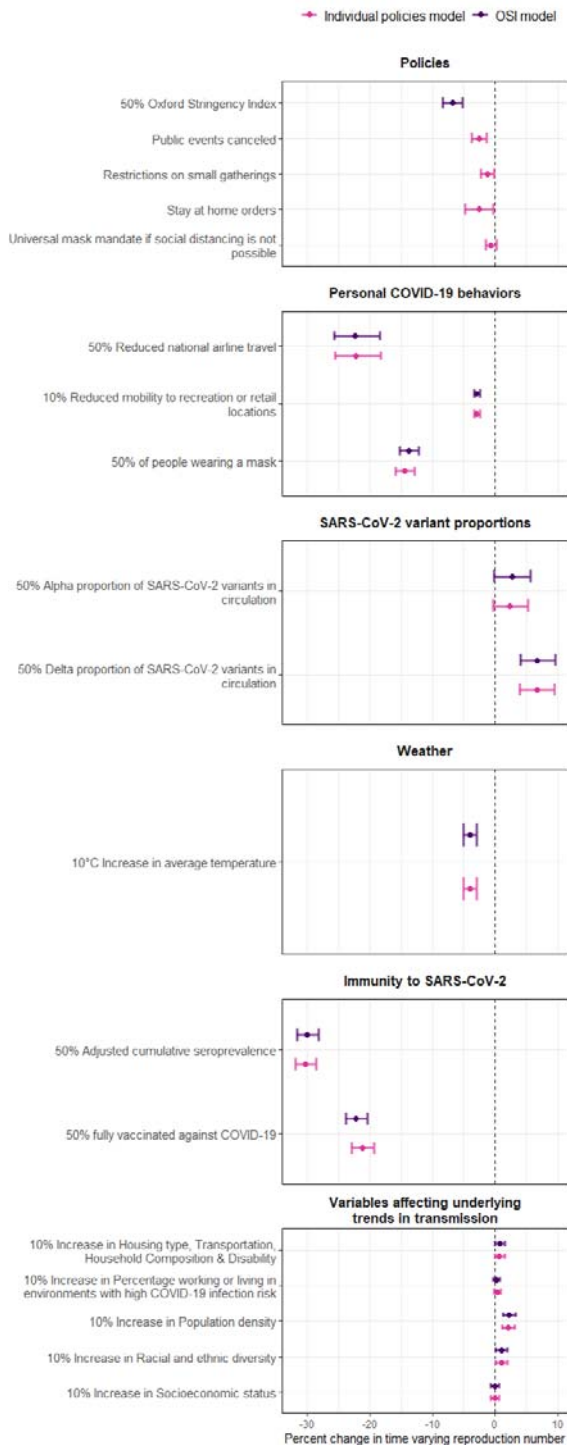 Individual policies model OSI model
Policies
50% Oxford Stringency Index
Public events canceled
Restrictions on small gatherings
Stay at home orders
Universal mask mandate if social distancing is not
possible
Personal COVID-19 behaviors
50% Reduced national airline travel
10% Reduced mobility to recreation or retail
locations
50% of people wearing a mask
SARS-CoV-2 variant proportions
50% Alpha proportion of SARS-CoV-2 variants in
circulation
50% Delta proportion of SARS-CoV-2 variants in
circulation
Weather
10°C Increase in average temperature
Immunity to SARS-CoV-2
50% Adjusted cumulative seroprevalence
50% fully vaccinated against COVID-19
Variables affecting underlying
trends in transmission
10% Increase in Housing type, Transportation,
Household Composition & Disability
10% Increase in Percentage working or living in
environments with high COVID-19 infection risk
10% Increase in Population density
10% Increase in Racial and ethnic diversity
10% Increase in Socioeconomic status
-30 -20 -10 0 10
Percent change in time varying reproduction number